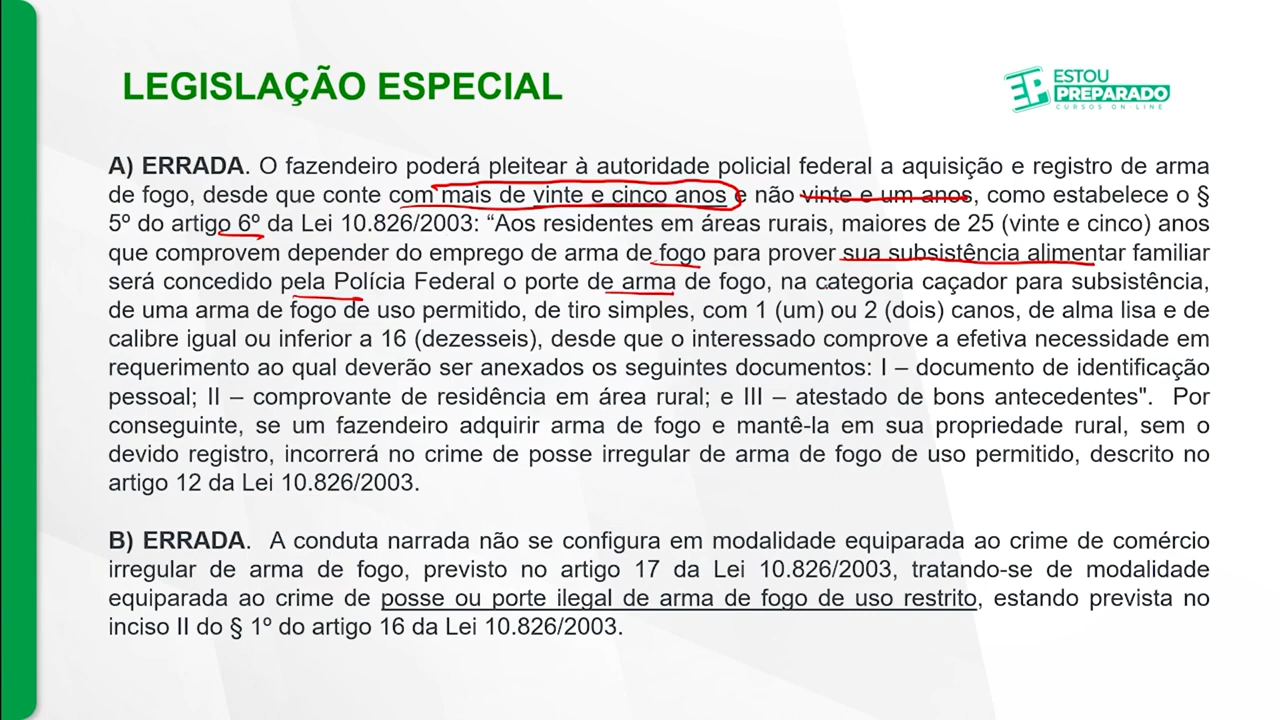 LEGISLAÇÃO ESPECIAL
ESTOU
PREPARADO
CURSOS ON-LINE
A) ERRADA. O fazendeiro poderá pleitear à autoridade policial federal a aquisição e registro de arma
de fogo, desde que conte com mais de vinte e cinco anos e não vinte e um anos, como estabelece o §
5º do artigo 6º da Lei 10.826/2003: “Aos residentes em áreas rurais, maiores de 25 (vinte e cinco) anos
que comprovem depender do emprego de arma de fogo para prover sua subsistência alimentar familiar
será concedido pela Polícia Federal o porte de arma de fogo, na categoria caçador para subsistência,
de uma arma de fogo de uso permitido, de tiro simples, com 1 (um) ou 2 (dois) canos, de alma lisa e de
calibre igual ou inferior a 16 (dezesseis), desde que o interessado comprove a efetiva necessidade em
requerimento ao qual deverão ser anexados os seguintes documentos: I – documento de identificação
pessoal; II – comprovante de residência em área rural; e III – atestado de bons antecedentes". Por
conseguinte, se um fazendeiro adquirir arma de fogo e mantê-la em sua propriedade rural, sem o
devido registro, incorrerá no crime de posse irregular de arma de fogo de uso permitido, descrito no
artigo 12 da Lei 10.826/2003.
B) ERRADA. A conduta narrada não se configura em modalidade equiparada ao crime de comércio
irregular de arma de fogo, previsto no artigo 17 da Lei 10.826/2003, tratando-se de modalidade
equiparada ao crime de posse ou porte ilegal de arma de fogo de uso restrito, estando prevista no
inciso II do § 1º do artigo 16 da Lei 10.826/2003.